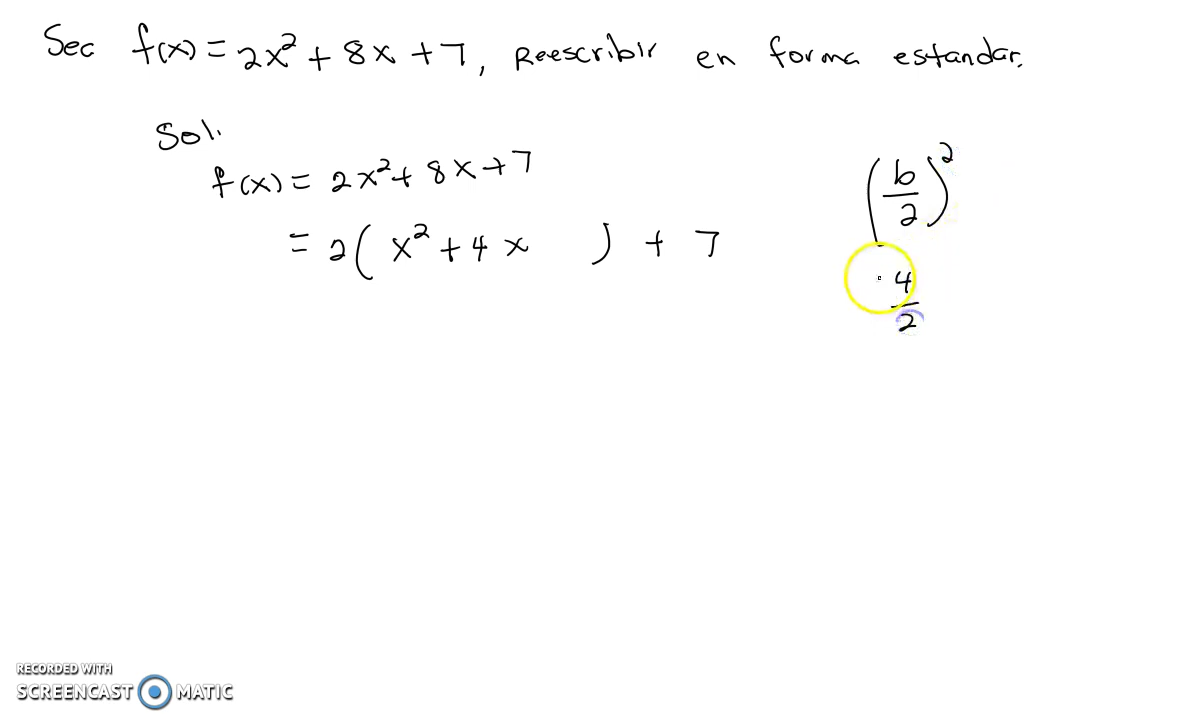 Sea f(x) = 2x² + 8x + 7, Reescribir en forma estandar.
Sol.
f(x) = 2x² + 8x + 7
= 2( x² + 4x ) + 7
(b/2)²
4/2
RECORDED WITH
SCREENCAST MATIC